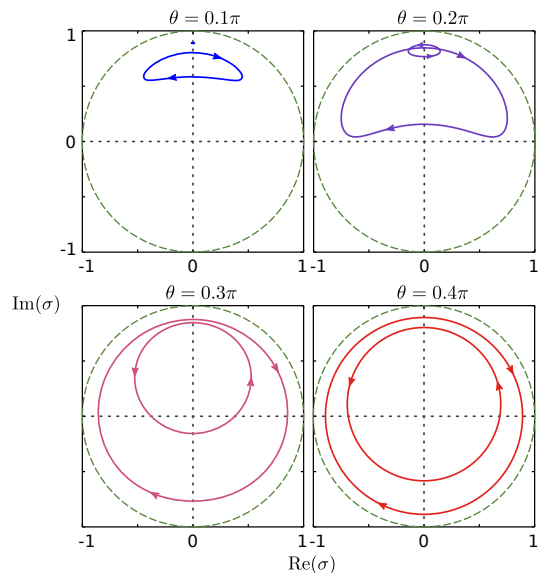 θ = 0.1π θ = 0.2π
1
0
-1
-1 0 1 -1 0 1
θ = 0.3π θ = 0.4π
Im(σ)
-1 0 1 -1 0 1
Re(σ)